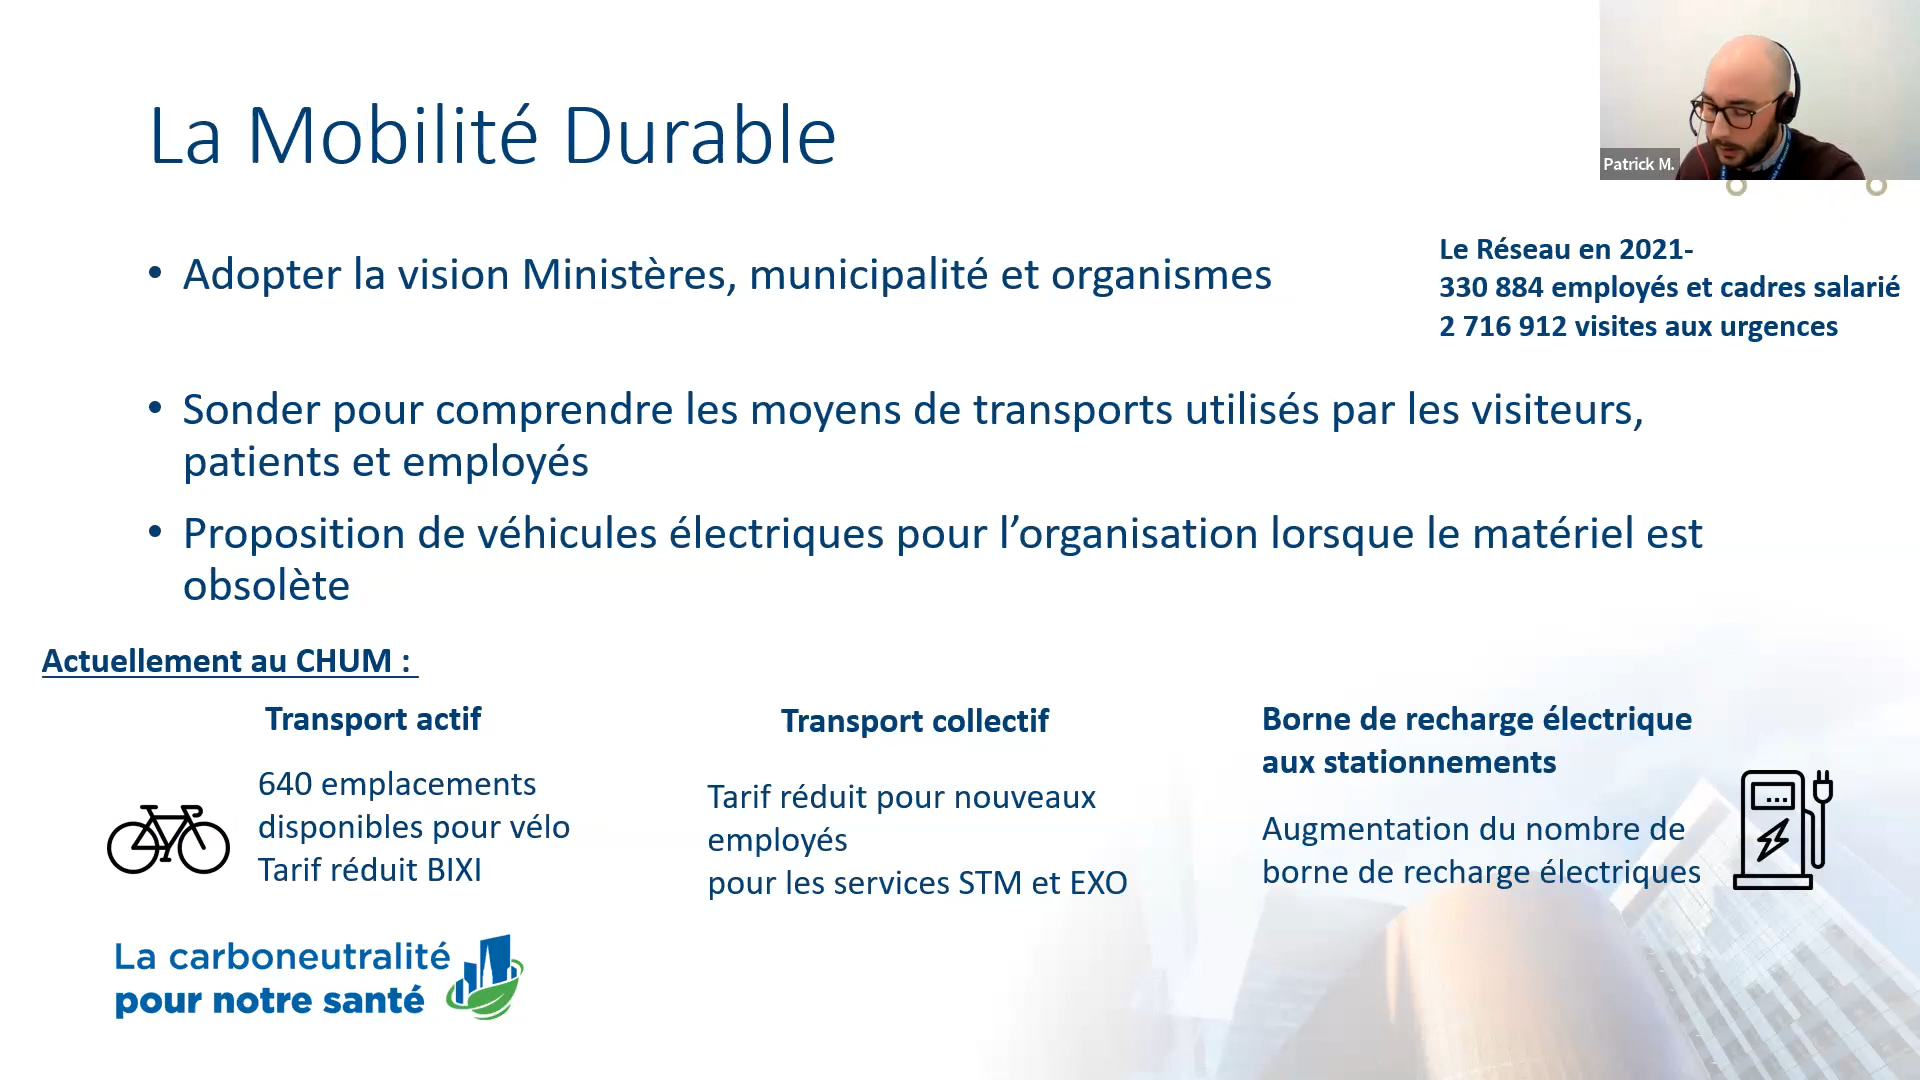 La Mobilité Durable
Patrick M.
• Adopter la vision Ministères, municipalité et organismes
Le Réseau en 2021-
330 884 employés et cadres salarié
2 716 912 visites aux urgences
• Sonder pour comprendre les moyens de transports utilisés par les visiteurs,
patients et employés
• Proposition de véhicules électriques pour l’organisation lorsque le matériel est
obsolète
Actuellement au CHUM :
Transport actif
640 emplacements
disponibles pour vélo
Tarif réduit BIXI
Transport collectif
Tarif réduit pour nouveaux
employés
pour les services STM et EXO
Borne de recharge électrique
aux stationnements
Augmentation du nombre de
borne de recharge électriques
La carboneutralité
pour notre santé